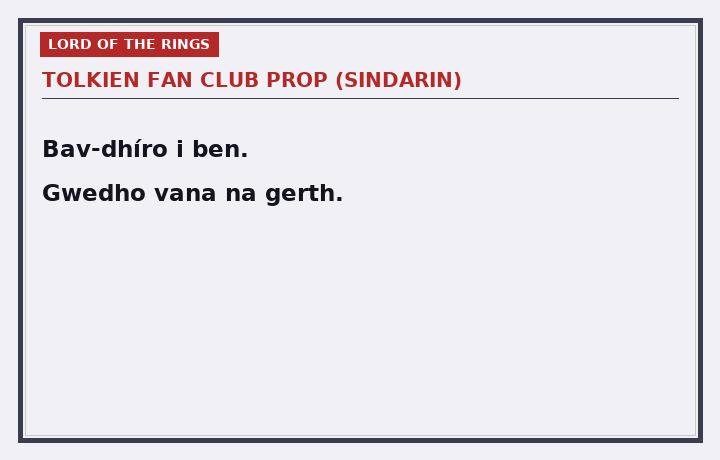 LORD OF THE RINGS
TOLKIEN FAN CLUB PROP (SINDARIN)
Bav-dhíro i ben.
Gwedho vana na gerth.